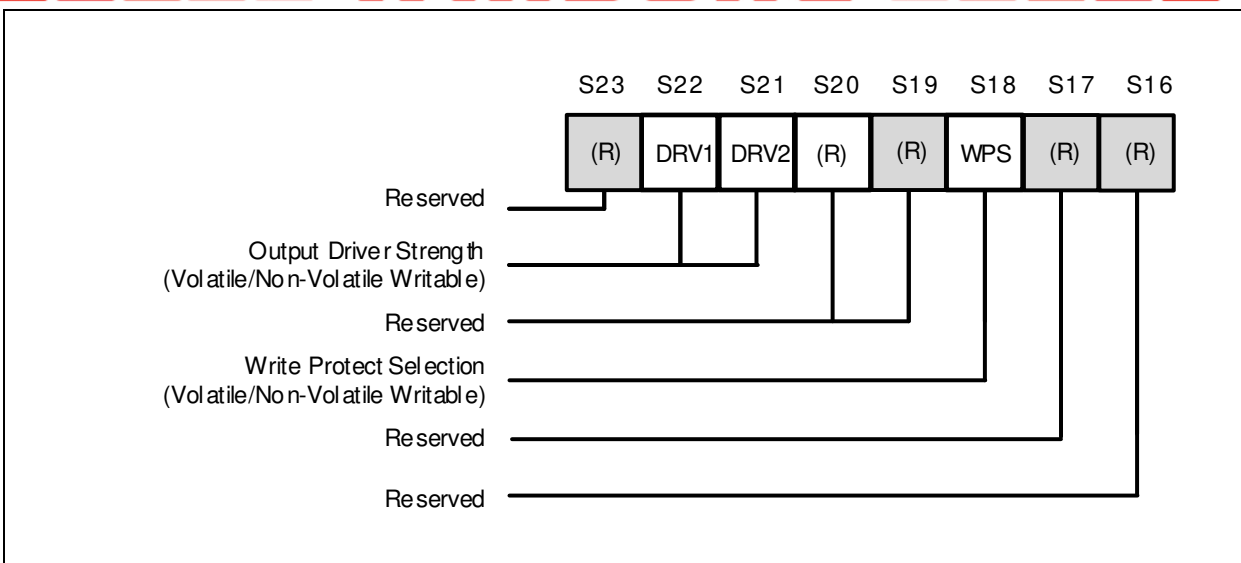 S23 S22 S21 S20 S19 S18 S17 S16
(R) DRV1 DRV2 (R) (R) WPS (R) (R)
Reserved
Output Driver Strength
(Volatile/Non-Volatile Writable)
Reserved
Write Protect Selection
(Volatile/Non-Volatile Writable)
Reserved
Reserved